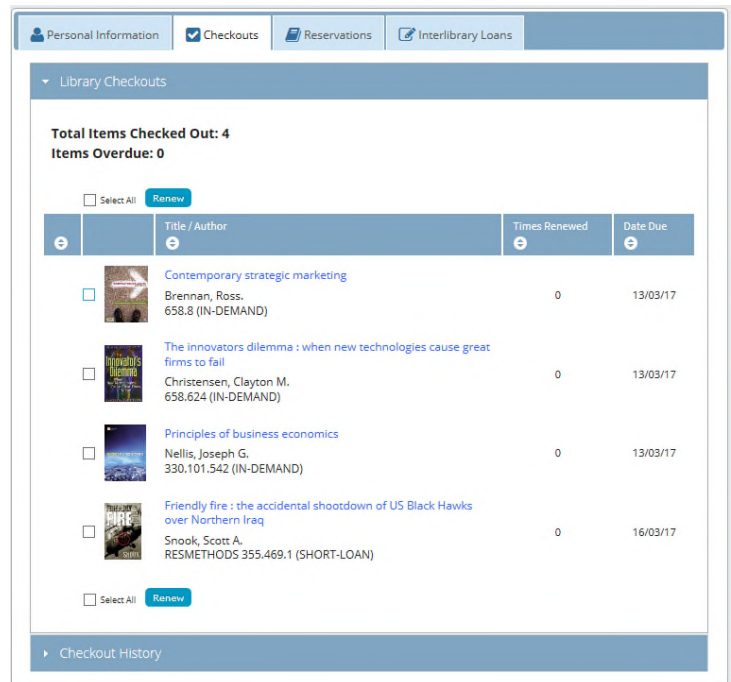 Personal Information Checkouts Reservations Interlibrary Loans
Library Checkouts
Total Items Checked Out: 4
Items Overdue: 0
Select All Renew
Title / Author Times Renewed Date Due
Contemporary strategic marketing
Brennan, Ross. 0 13/03/17
658.8 (IN-DEMAND)
The innovators dilemma : when new technologies cause great
firms to fail
Christensen, Clayton M. 0 13/03/17
658.624 (IN-DEMAND)
Innovator's
Dilemma
Principles of business economics
Nellis, Joseph G. 0 13/03/17
330.101.542 (IN-DEMAND)
Friendly fire : the accidental shootdown of US Black Hawks
over Northern Iraq
Snook, Scott A. 0 16/03/17
RESMETHODS 355.469.1 (SHORT-LOAN)
FRIENDLY
FIRE
SNOOK
Select All Renew
Checkout History